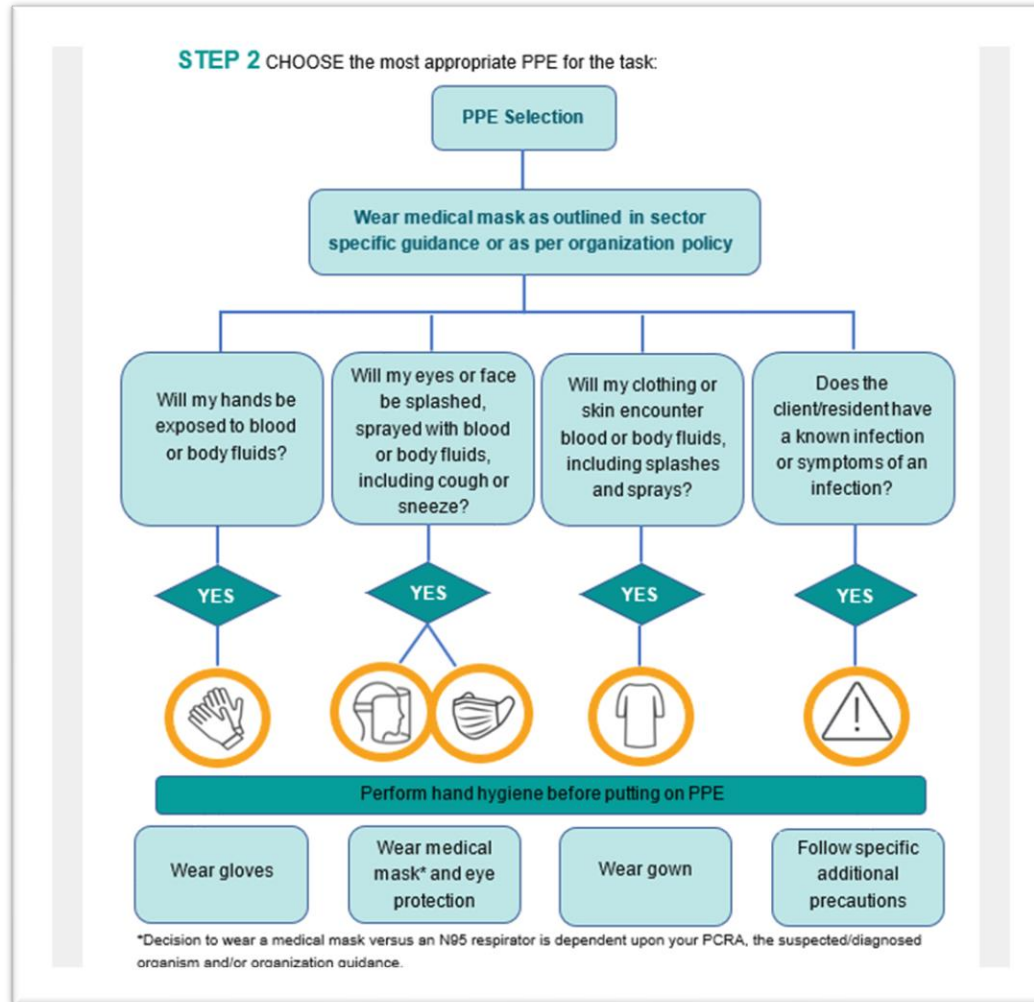 STEP 2 CHOOSE the most appropriate PPE for the task:
PPE Selection
Wear medical mask as outlined in sector
specific guidance or as per organization policy
Will my hands be
exposed to blood
or body fluids?
Will my eyes or face
be splashed,
sprayed with blood
or body fluids,
including cough or
sneeze?
Will my clothing or
skin encounter
blood or body fluids,
including splashes
and sprays?
Does the
client/resident have
a known infection
or symptoms of an
infection?
YES
YES
YES
YES
Perform hand hygiene before putting on PPE
Wear gloves
Wear medical
mask* and eye
protection
Wear gown
Follow specific
additional
precautions
*Decision to wear a medical mask versus an N95 respirator is dependent upon your PCRA, the suspected/diagnosed
organism and/or organization guidance.